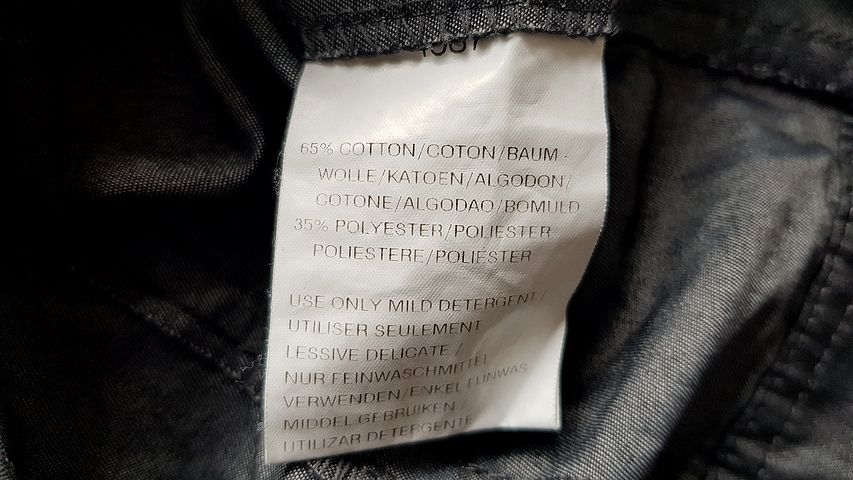 65% COTTON/COTON/BAUM-
WOLLE/KATOEN/ALGODON/
COTONE/ALGODAO/BOMULD
35% POLYESTER/POLIESTER
POLIESTERE/POLIÉSTER
USE ONLY MILD DETERGENT/
UTILISER SEULEMENT
LESSIVE DELICATE /
NUR FEINWASCHMITTEL
VERWENDEN/ENKEL FIJNWAS
MIDDEL GEBRUIKEN/
UTILIZAR DETERGENTE